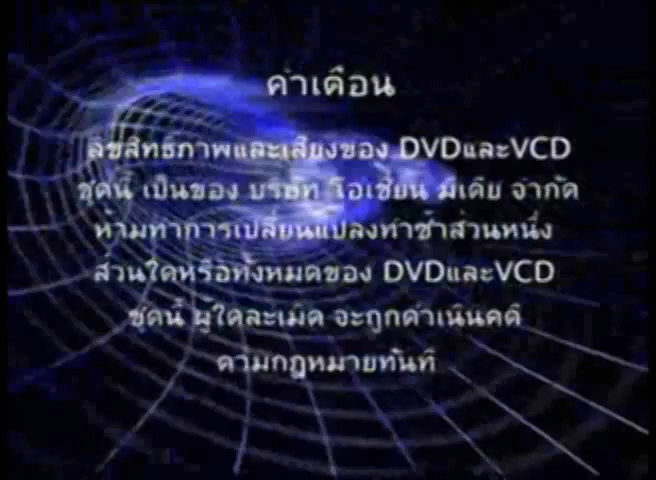 คำเตือน
ลิขสิทธิ์ภาพและเสียงของ DVDและVCD
ชุดนี้ เป็นของ บริษัท โอเชี่ยน มีเดีย จำกัด
ห้ามทำการเปลี่ยนแปลงทำซ้ำส่วนหนึ่ง
ส่วนใดหรือทั้งหมดของ DVDและVCD
ชุดนี้ ผู้ใดละเมิด จะถูกดำเนินคดี
ตามกฎหมายทันที